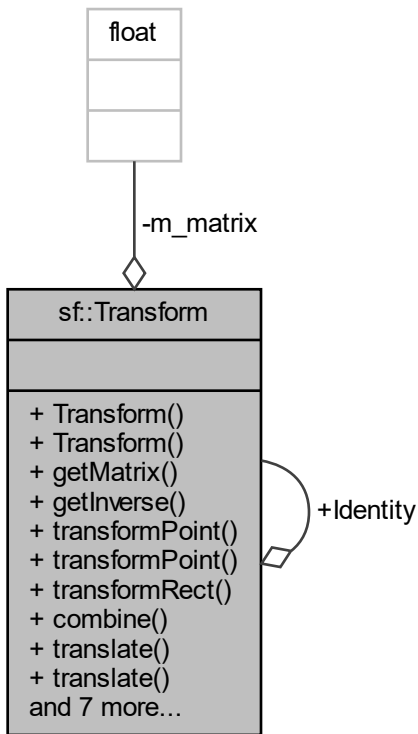 float
-m_matrix
sf::Transform
+ Transform()
+ Transform()
+ getMatrix()
+ getInverse()
+ transformPoint()
+ transformPoint()
+ transformRect()
+ combine()
+ translate()
+ translate()
and 7 more...
+Identity